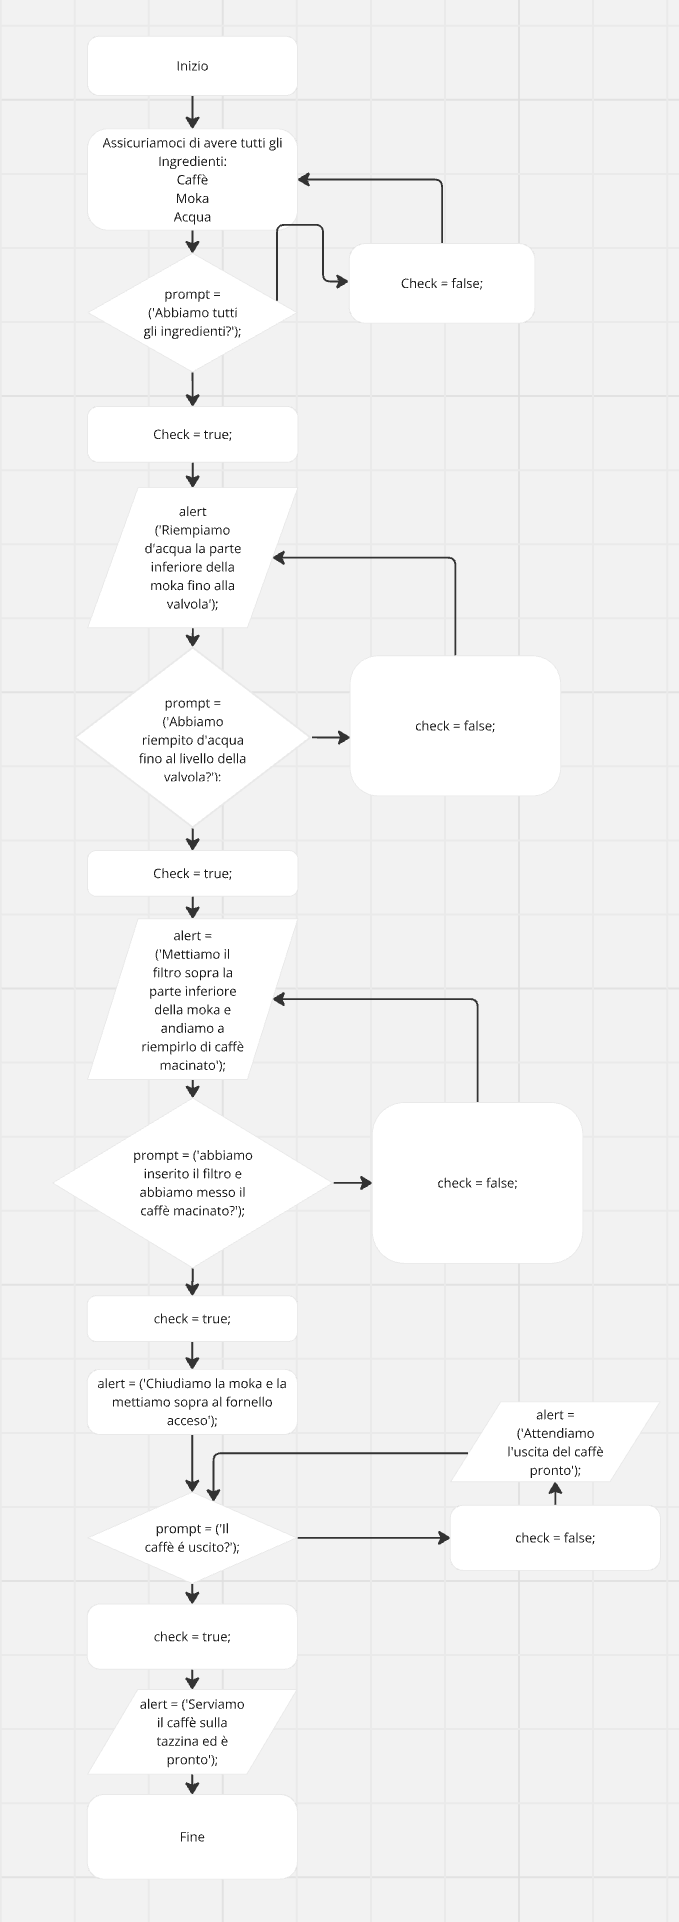 Inizio
Assicuriamoci di avere tutti gli
Ingredienti:
Caffè
Moka
Acqua
prompt =
('Abbiamo tutti
gli ingredienti?');
Check = false;
Check = true;
alert
('Riempiamo
d'acqua la parte
inferiore della
moka fino alla
valvola');
prompt =
('Abbiamo
riempito d'acqua
fino al livello della
valvola?');
check = false;
Check = true;
alert =
('Mettiamo il
filtro sopra la
parte inferiore
della moka e
andiamo a
riempirlo di caffè
macinato');
prompt = ('abbiamo
inserito il filtro e
abbiamo messo il
caffè macinato?');
check = false;
check = true;
alert = ('Chiudiamo la moka e la
mettiamo sopra al fornello
acceso');
alert =
('Attendiamo
l'uscita del caffè
pronto');
prompt = ('Il
caffè é uscito?');
check = false;
check = true;
alert = ('Serviamo
il caffè sulla
tazzina ed è
pronto');
Fine